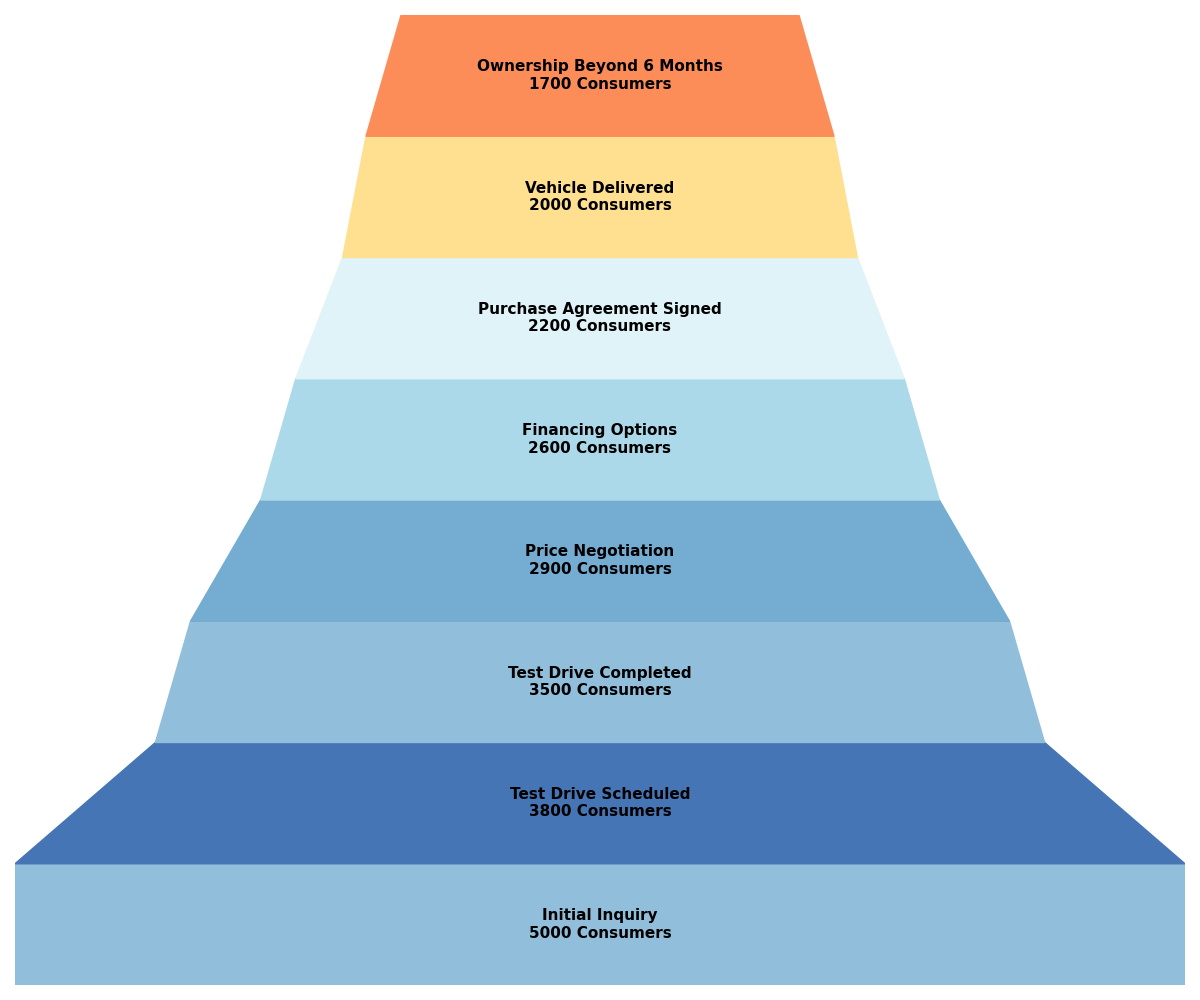 Ownership Beyond 6 Months
1700 Consumers
Vehicle Delivered
2000 Consumers
Purchase Agreement Signed
2200 Consumers
Financing Options
2600 Consumers
Price Negotiation
2900 Consumers
Test Drive Completed
3500 Consumers
Test Drive Scheduled
3800 Consumers
Initial Inquiry
5000 Consumers